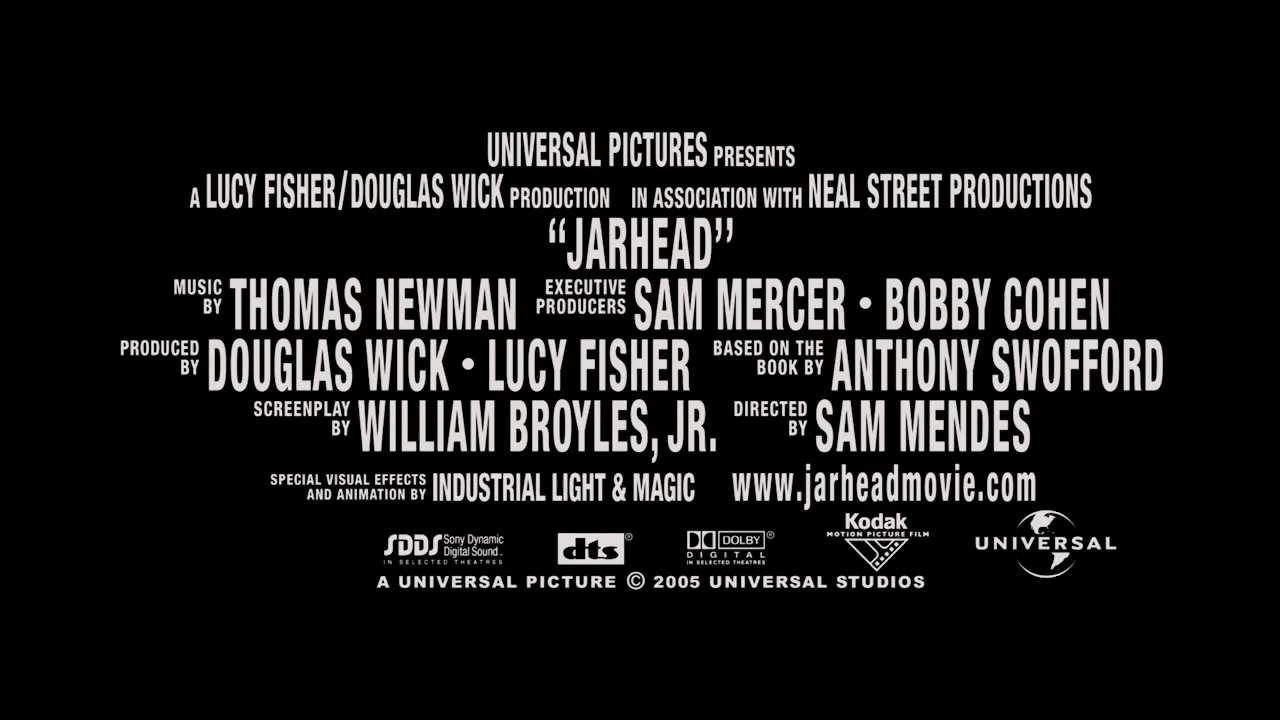 UNIVERSAL PICTURES PRESENTS
A LUCY FISHER/DOUGLAS WICK PRODUCTION IN ASSOCIATION WITH NEAL STREET PRODUCTIONS
“JARHEAD”
MUSIC BY THOMAS NEWMAN EXECUTIVE PRODUCERS SAM MERCER • BOBBY COHEN
PRODUCED BY DOUGLAS WICK • LUCY FISHER BASED ON THE BOOK BY ANTHONY SWOFFORD
SCREENPLAY BY WILLIAM BROYLES, JR. DIRECTED BY SAM MENDES
SPECIAL VISUAL EFFECTS AND ANIMATION BY INDUSTRIAL LIGHT & MAGIC www.jarheadmovie.com
SDDS Sony Dynamic Digital Sound™ IN SELECTED THEATRES
dts®
DOLBY® DIGITAL IN SELECTED THEATRES
Kodak MOTION PICTURE FILM
UNIVERSAL
A UNIVERSAL PICTURE © 2005 UNIVERSAL STUDIOS